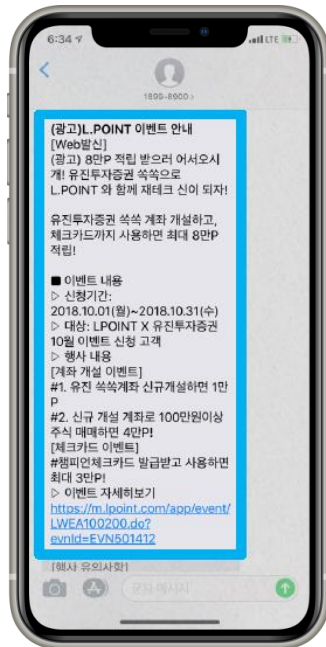 6:34
LTE
1899-8900 >
(광고)L.POINT 이벤트 안내
[Web발신]
(광고) 8만P 적립 받으러 어서오시
개! 유진투자증권 쏙쏙으로
L.POINT 와 함께 재테크 신이 되자!
유진투자증권 쏙쏙 계좌 개설하고,
체크카드까지 사용하면 최대 8만P
적립!
■ 이벤트 내용
▷ 신청기간:
2018.10.01(월)~2018.10.31(수)
▷ 대상: LPOINT X 유진투자증권
10월 이벤트 신청 고객
▷ 행사 내용
[계좌 개설 이벤트]
#1. 유진 쏙쏙계좌 신규개설하면 1만
P
#2. 신규 개설 계좌로 100만원이상
주식 매매하면 4만P!
[체크카드 이벤트]
#챔피언체크카드 발급받고 사용하면
최대 3만P!
▷ 이벤트 자세히보기
https://m.lpoint.com/app/event/
LWEA100200.do?
evnId=EVN501412
[행사 유의사항]
문자 메시지